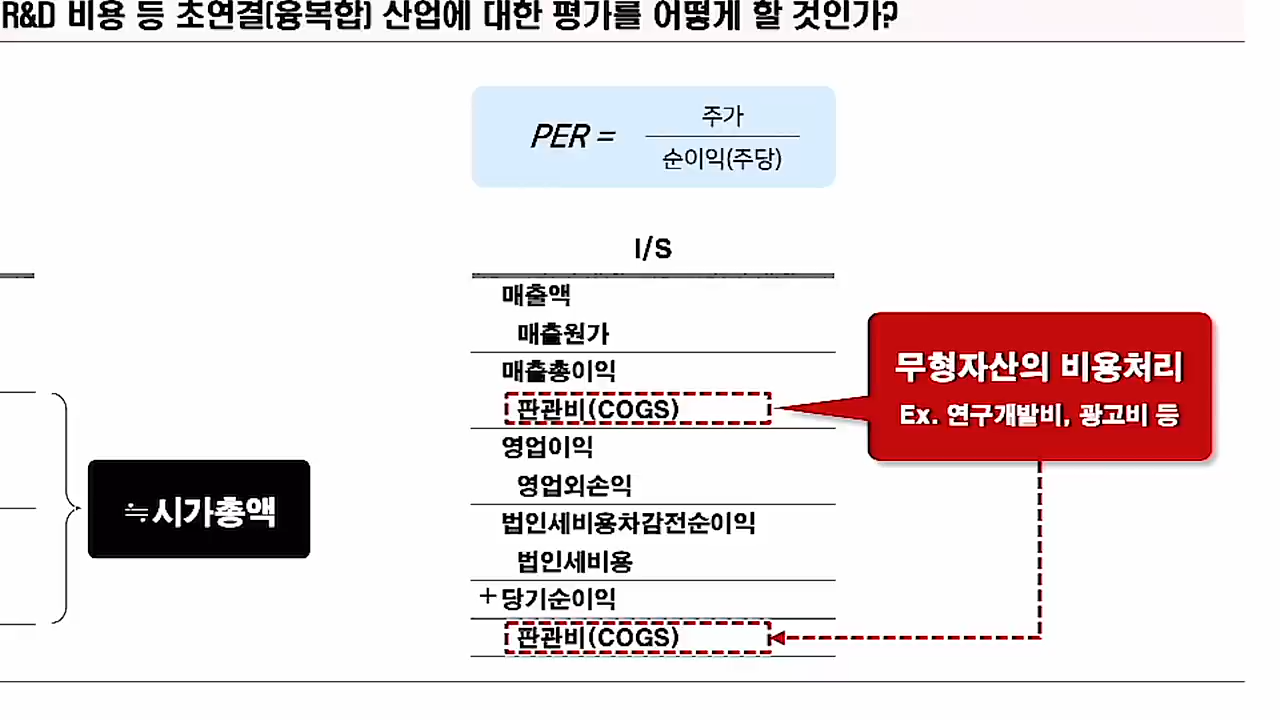 R&D 비용 등 초연결(융복합) 산업에 대한 평가를 어떻게 할 것인가?
PER =
주가
순이익(주당)
I/S
매출액
매출원가
매출총이익
판관비(COGS)
영업이익
영업외손익
법인세비용차감전순이익
법인세비용
+당기순이익
판관비(COGS)
무형자산의 비용처리
Ex. 연구개발비, 광고비 등
≒시가총액